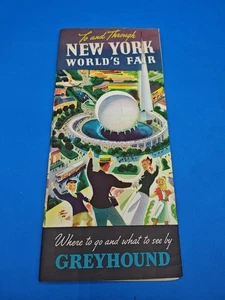 To and Through
NEW YORK
WORLD'S FAIR
Where to go and what to see by
GREYHOUND